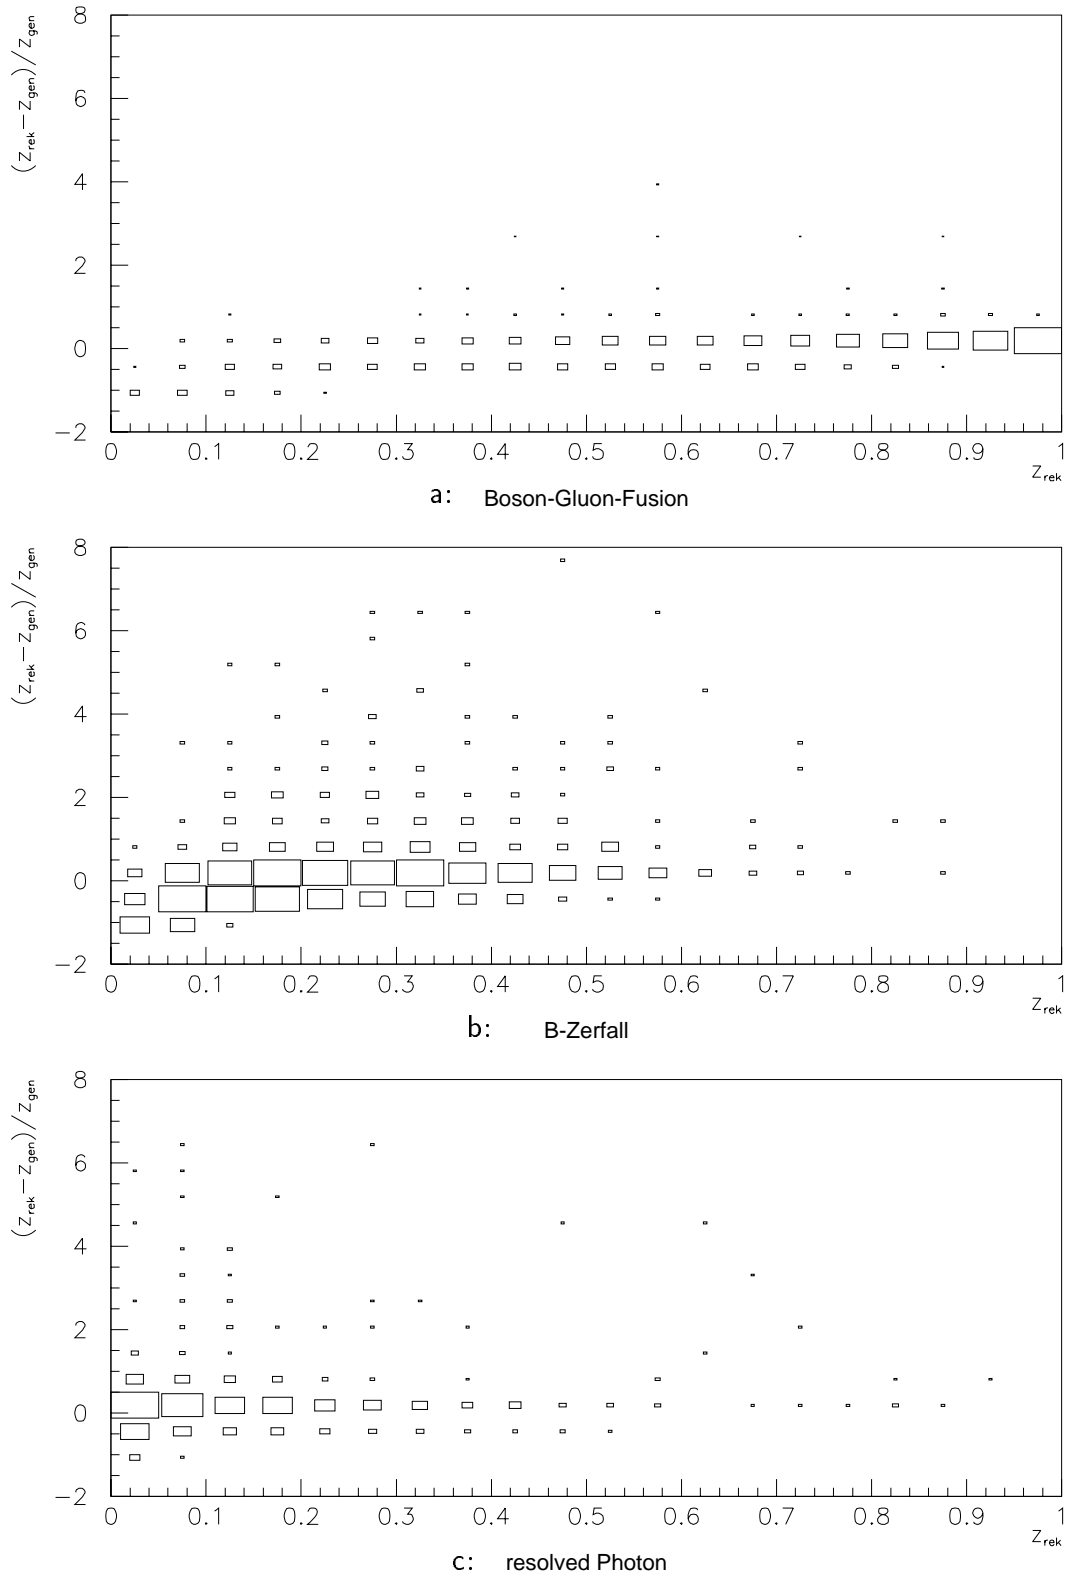 (z_rek−z_gen)/z_gen
8
6
4
2
0
−2
0 0.1 0.2 0.3 0.4 0.5 0.6 0.7 0.8 0.9 1
z_rek
a: Boson-Gluon-Fusion
(z_rek−z_gen)/z_gen
8
6
4
2
0
−2
0 0.1 0.2 0.3 0.4 0.5 0.6 0.7 0.8 0.9 1
z_rek
b: B-Zerfall
(z_rek−z_gen)/z_gen
8
6
4
2
0
−2
0 0.1 0.2 0.3 0.4 0.5 0.6 0.7 0.8 0.9 1
z_rek
c: resolved Photon